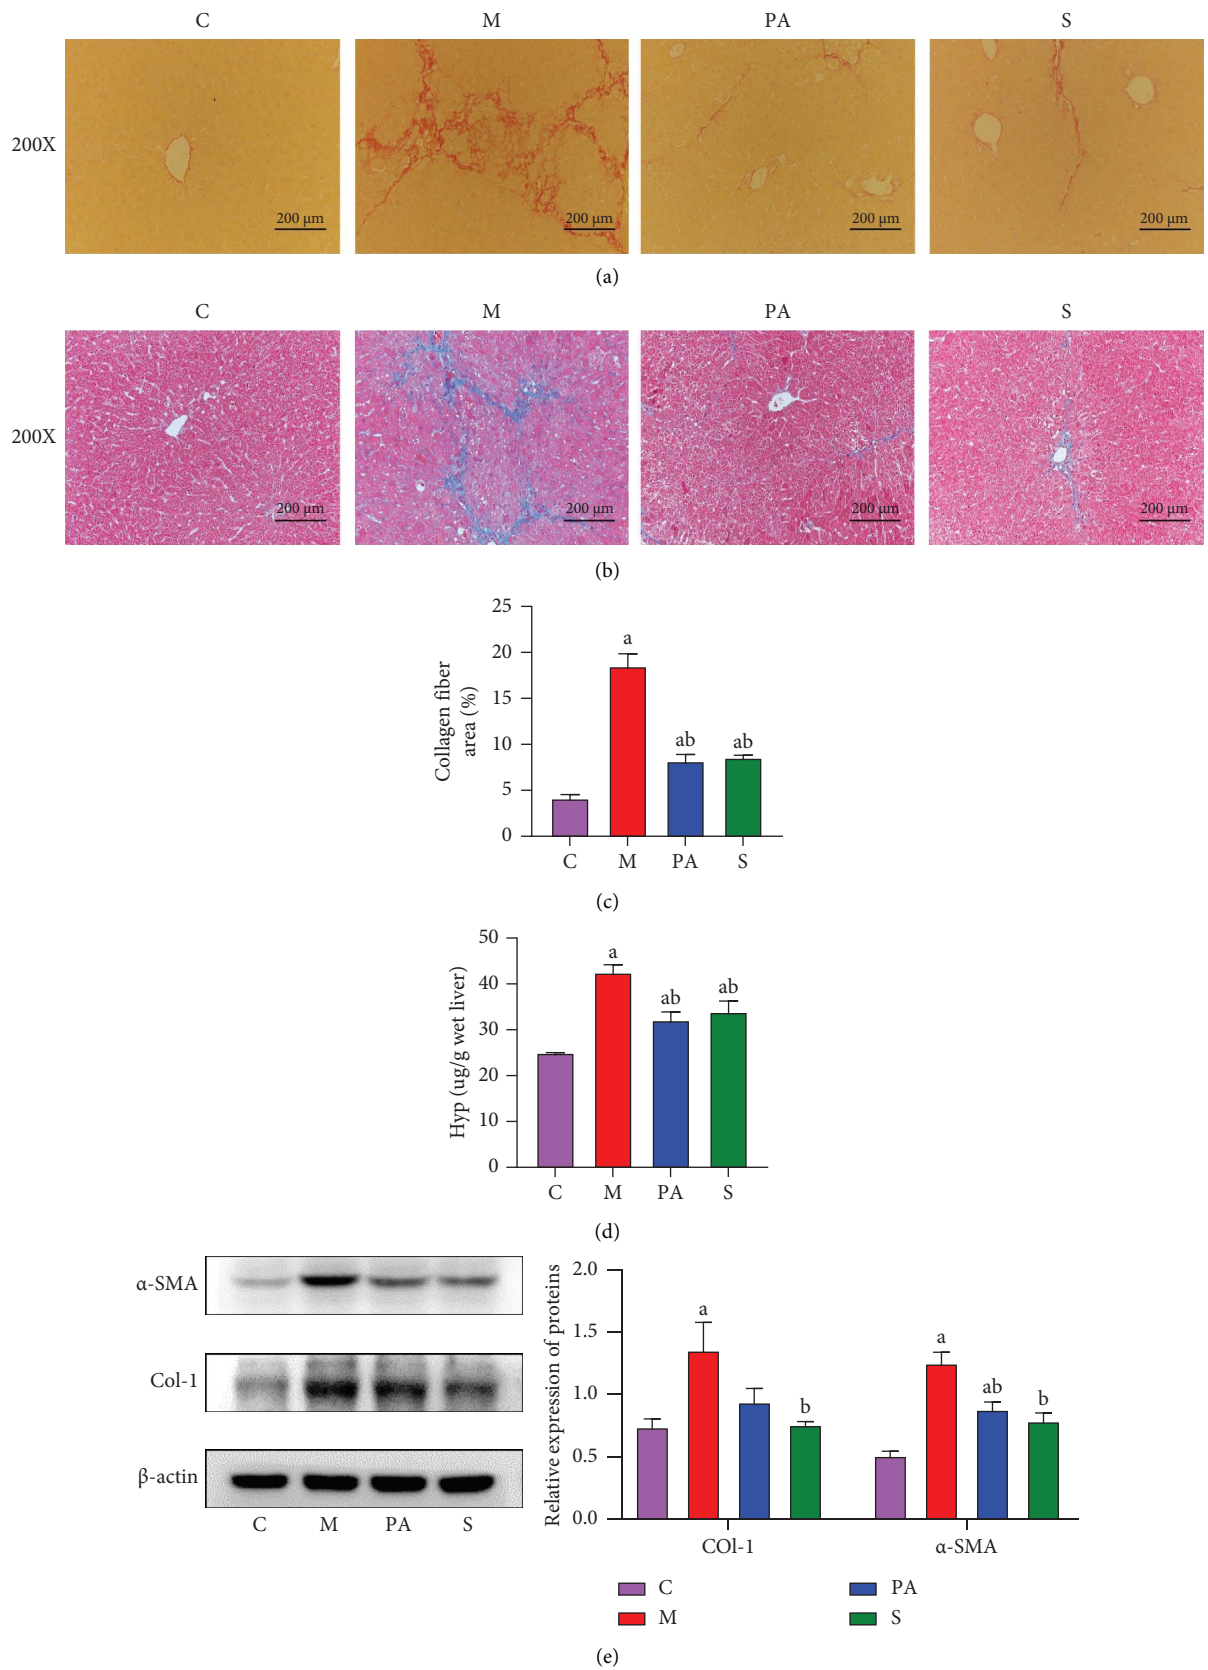 C M PA S
200X
200 μm 200 μm 200 μm 200 μm
(a)
C M PA S
200X
200 μm 200 μm 200 μm 200 μm
(b)
Collagen fiber
area (%)
25
20
15
10
5
0
a
ab
ab
C M PA S
(c)
Hyp (ug/g wet liver)
50
40
30
20
10
0
a
ab
ab
C M PA S
(d)
α-SMA
Col-1
β-actin
C M PA S
Relative expression of proteins
2.0
1.5
1.0
0.5
0.0
a
b
a
ab
b
COl-1 α-SMA
C PA
M S
(e)